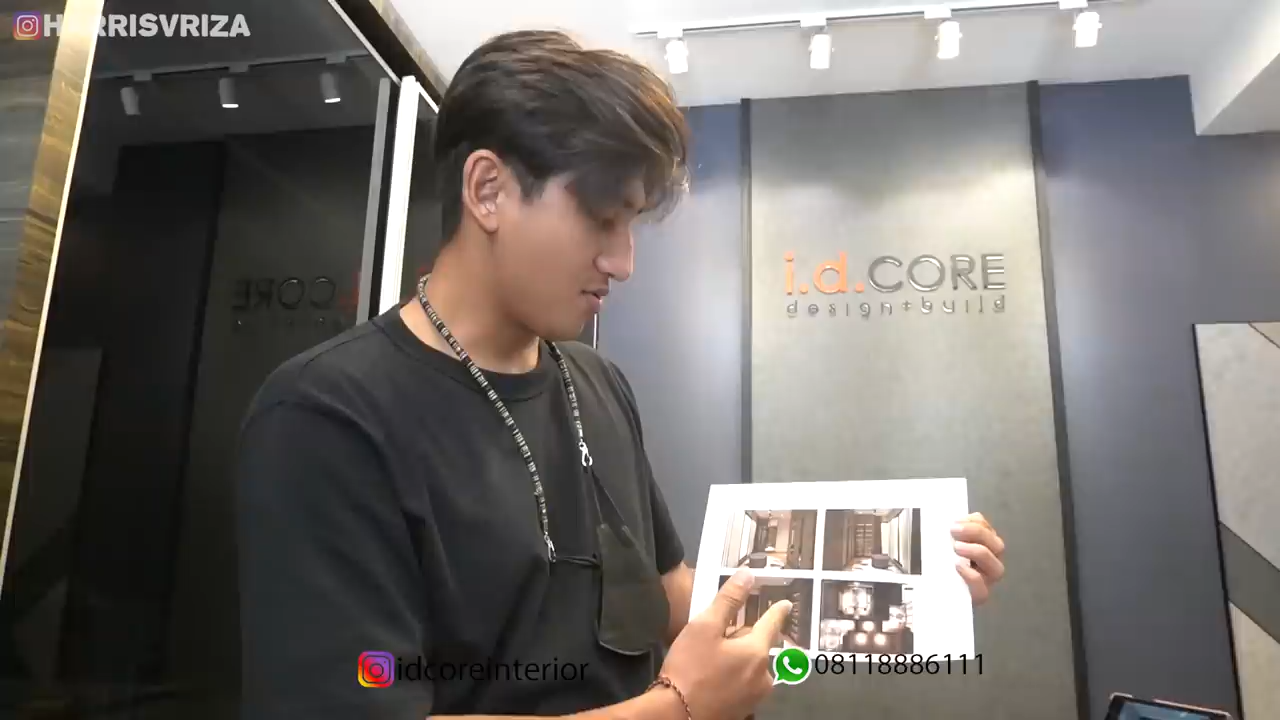 HARRISVRIZA
i.d.CORE
design+build
idcoreinterior
08118886111